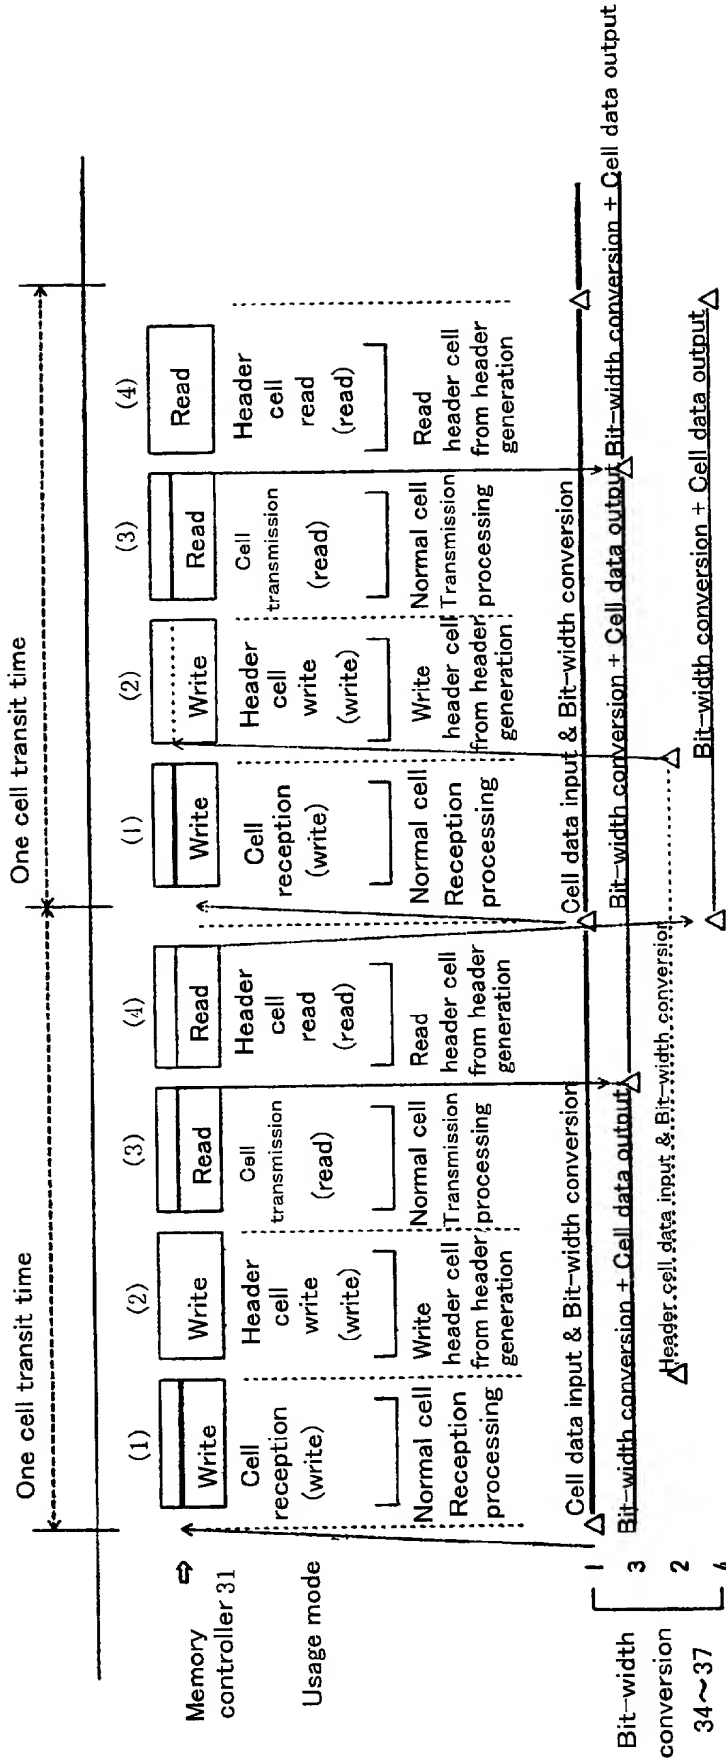 One cell transit time
One cell transit time
(1)
(2)
(3)
(4)
(1)
(2)
(3)
(4)
Memory
controller 31
⇨
Write
Write
Read
Read
Write
Write
Read
Read
Usage mode
Cell
reception
(write)
Header
cell
write
(write)
Cell
transmission
(read)
Header
cell
read
(read)
Cell
reception
(write)
Header
cell
write
(write)
Cell
transmission
(read)
Header
cell
read
(read)
Normal cell
Reception
processing
Write
header cell
from header
generation
Normal cell
Transmission
processing
Read
header cell
from header
generation
Normal cell
Reception
processing
Write
header cell
from header
generation
Normal cell
Transmission
processing
Read
header cell
from header
generation
Bit-width
conversion
34~37
1
Cell data input & Bit-width conversion
Cell data input & Bit-width conversion
3
Bit-width conversion + Cell data output
Bit-width conversion + Cell data output
Bit-width conversion + Cell data output
2
Header cell data input & Bit-width conversion
4
Bit-width conversion + Cell data output